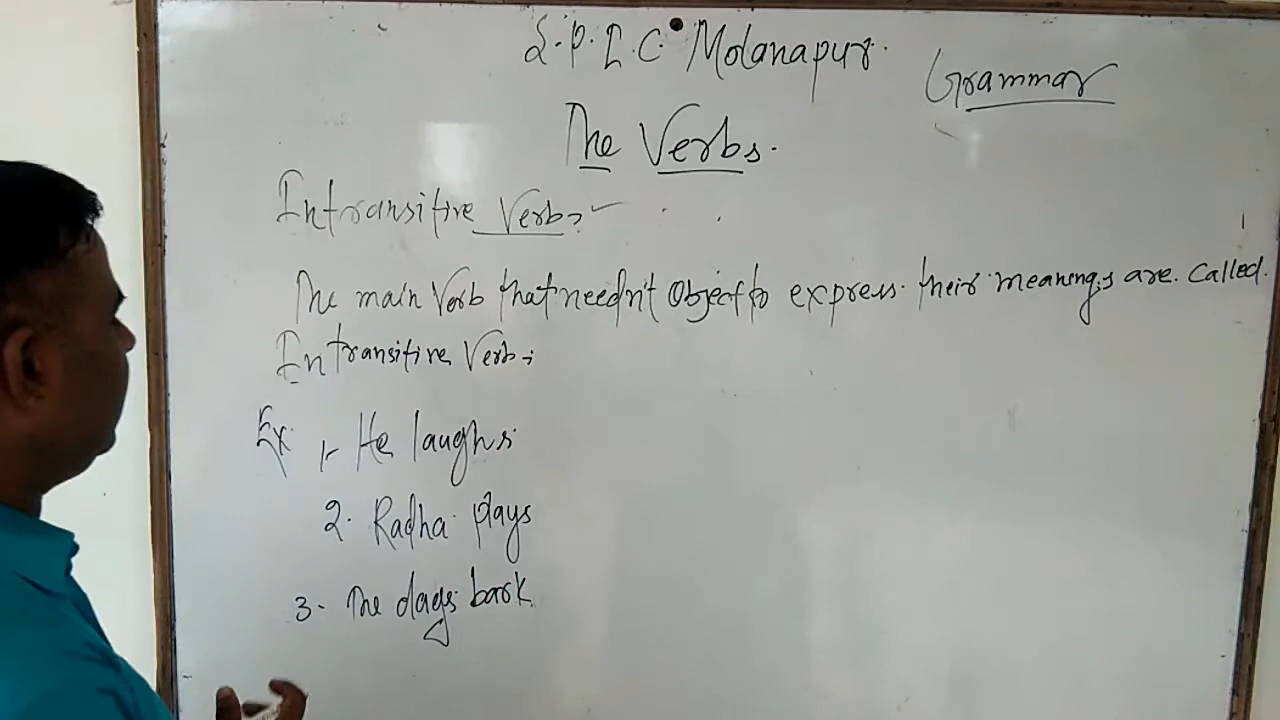 S.P.I.C. Molanapur.
Grammar
The Verbs.
Intransitive Verb:
The main Verb that needn't Object to express their meanings are called
Intransitive Verb:
Ex. 1- He laughs.
2. Radha plays
3- The dogs bark.